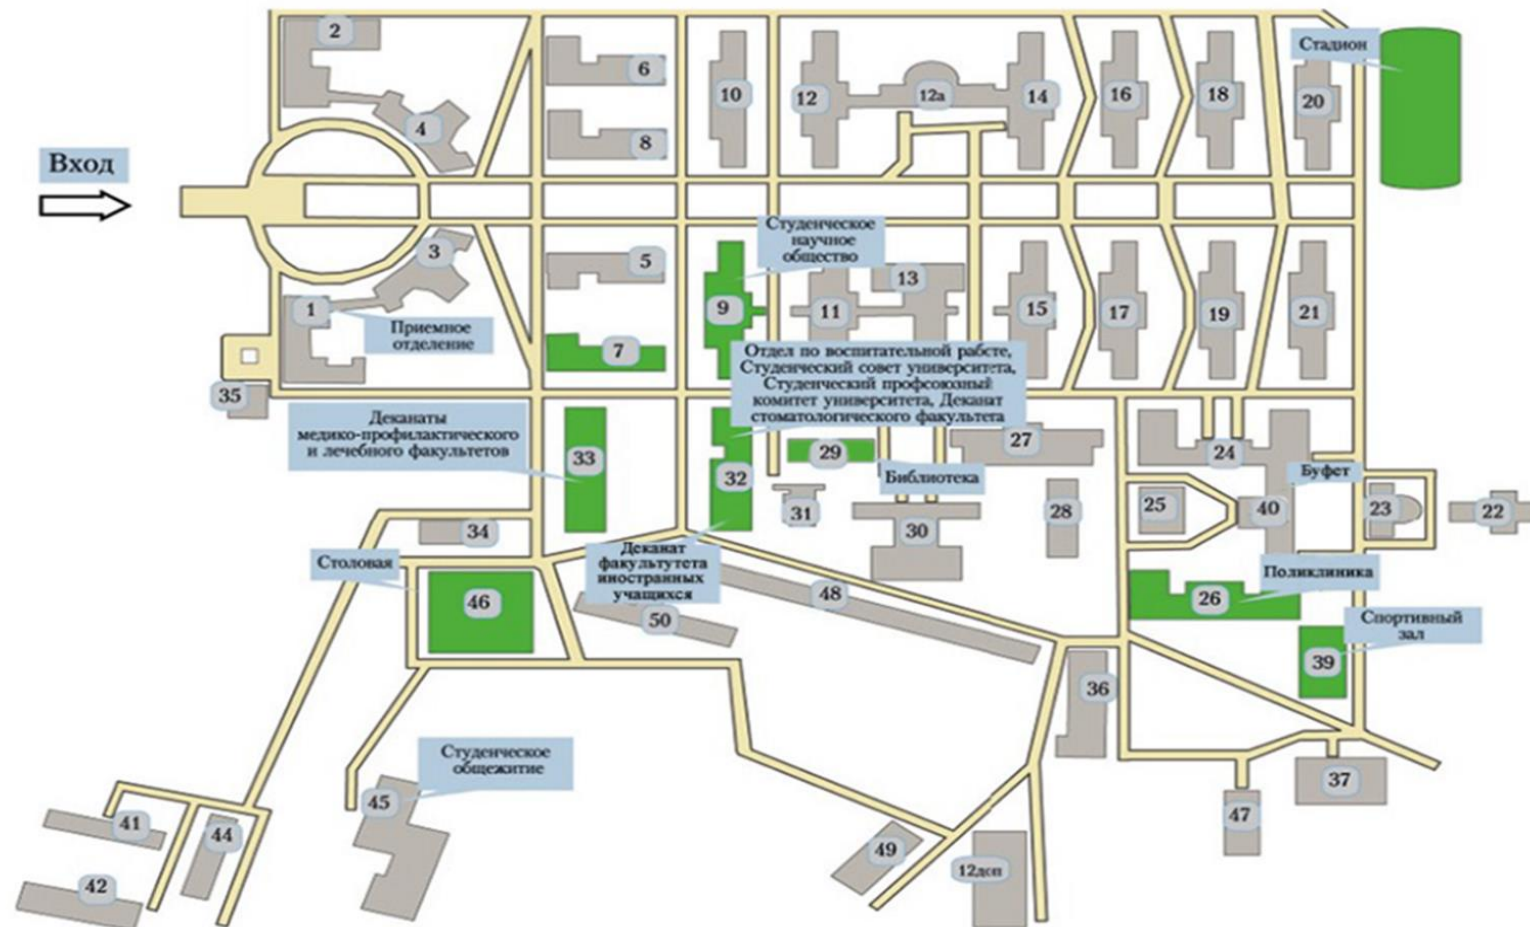 2
6
10
12
12а
14
16
18
20
Стадион
4
8
Вход
Студенческое
научное
общество
3
5
13
1
Приемное
отделение
7
9
11
15
17
19
21
Отдел по воспитательной работе,
Студенческий совет университета,
Студенческий профсоюзный
комитет университета, Деканат
стоматологического факультета
35
Деканаты
медико-профилактического
и лечебного факультетов
33
32
29
27
24
Библиотека
Буфет
31
30
28
25
40
23
22
34
Столовая
Деканат
факультутета
иностранных
учащихся
Поликлиника
46
50
48
26
Спортивный
зал
39
36
Студенческое
общежитие
45
37
41
44
47
42
49
12доп